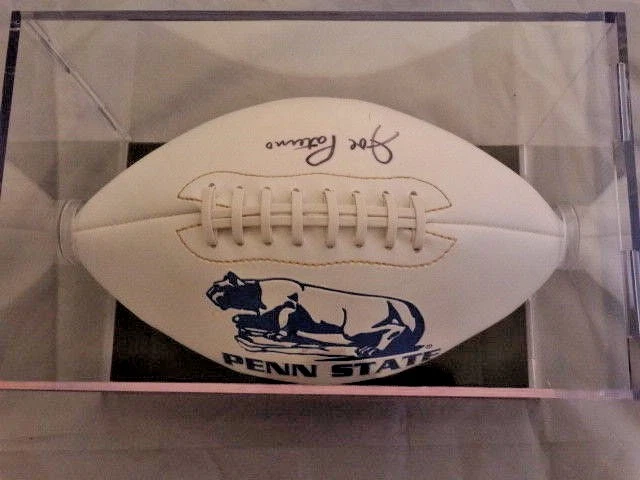 Joe Paterno
PENN STATE
®